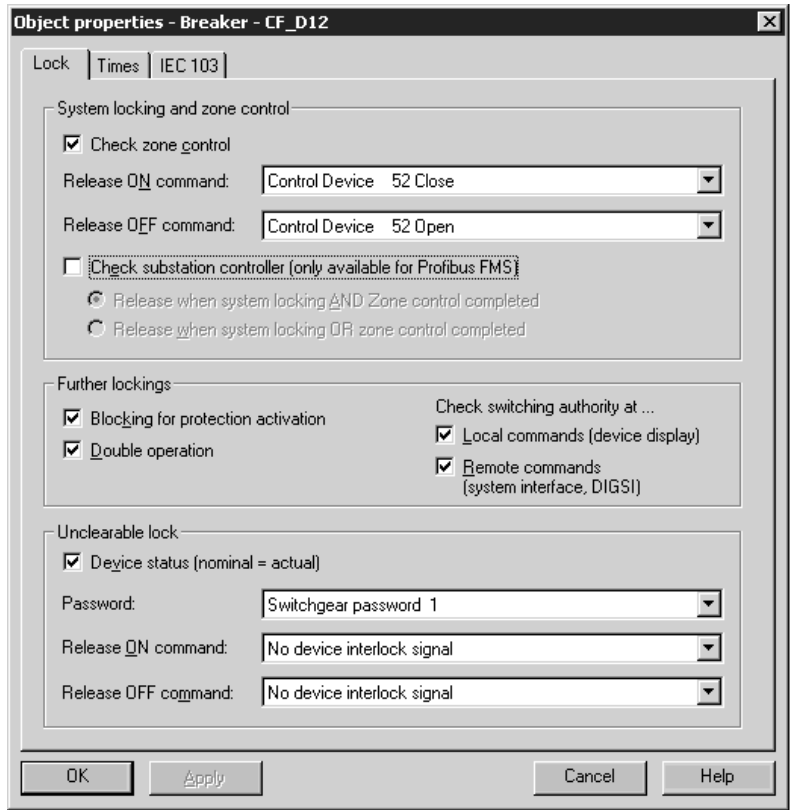 Object properties - Breaker - CF_D12
Lock
Times
IEC 103
System locking and zone control
Check zone control
Release ON command:
Control Device 52 Close
Release OFF command:
Control Device 52 Open
Check substation controller (only available for Profibus FMS)
Release when system locking AND Zone control completed
Release when system locking OR zone control completed
Further lockings
Blocking for protection activation
Double operation
Check switching authority at ...
Local commands (device display)
Remote commands
(system interface, DIGSI)
Unclearable lock
Device status (nominal = actual)
Password:
Switchgear password 1
Release ON command:
No device interlock signal
Release OFF command:
No device interlock signal
OK
Apply
Cancel
Help